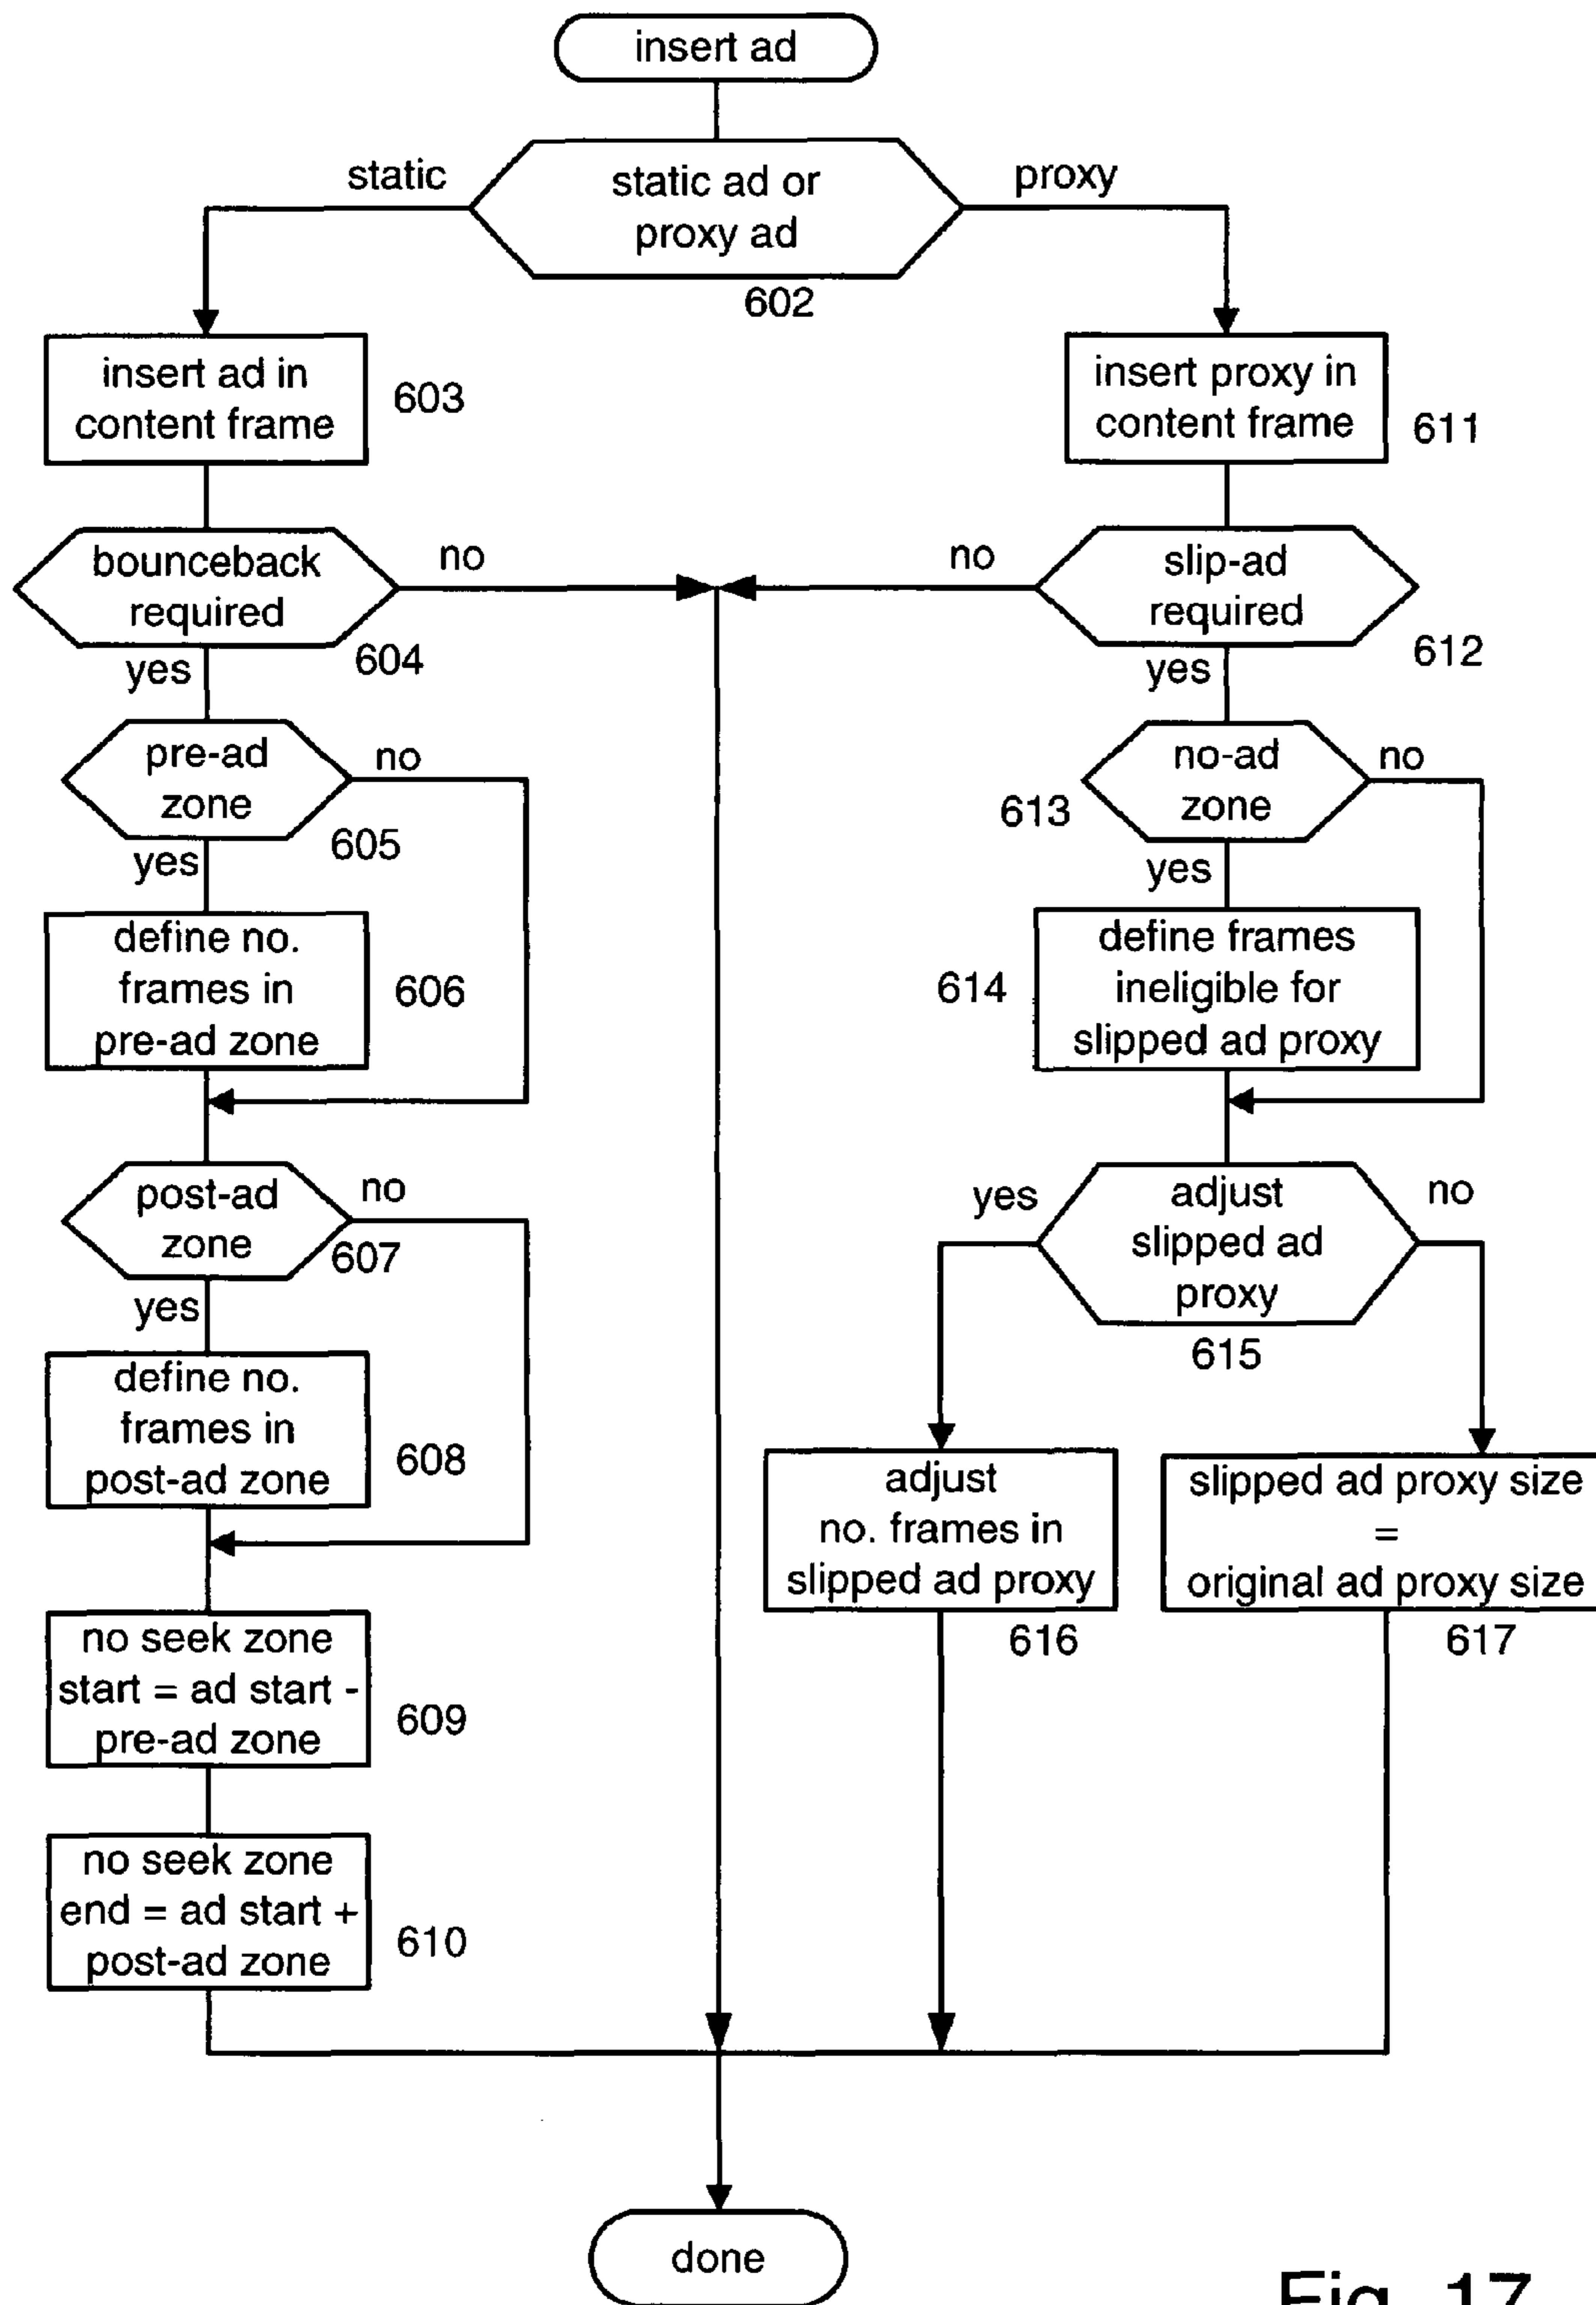 insert ad
static
static ad or
proxy ad
proxy
602
insert ad in
content frame
603
insert proxy in
content frame
611
bounceback
required
no
604
yes
no
slip-ad
required
612
yes
pre-ad
zone
no
605
yes
no-ad
zone
no
613
yes
define no.
frames in
pre-ad zone
606
define frames
ineligible for
slipped ad proxy
614
post-ad
zone
no
607
yes
yes
adjust
slipped ad
proxy
no
615
define no.
frames in
post-ad zone
608
adjust
no. frames in
slipped ad proxy
616
slipped ad proxy size
=
original ad proxy size
617
no seek zone
start = ad start -
pre-ad zone
609
no seek zone
end = ad start +
post-ad zone
610
done
Fig. 17